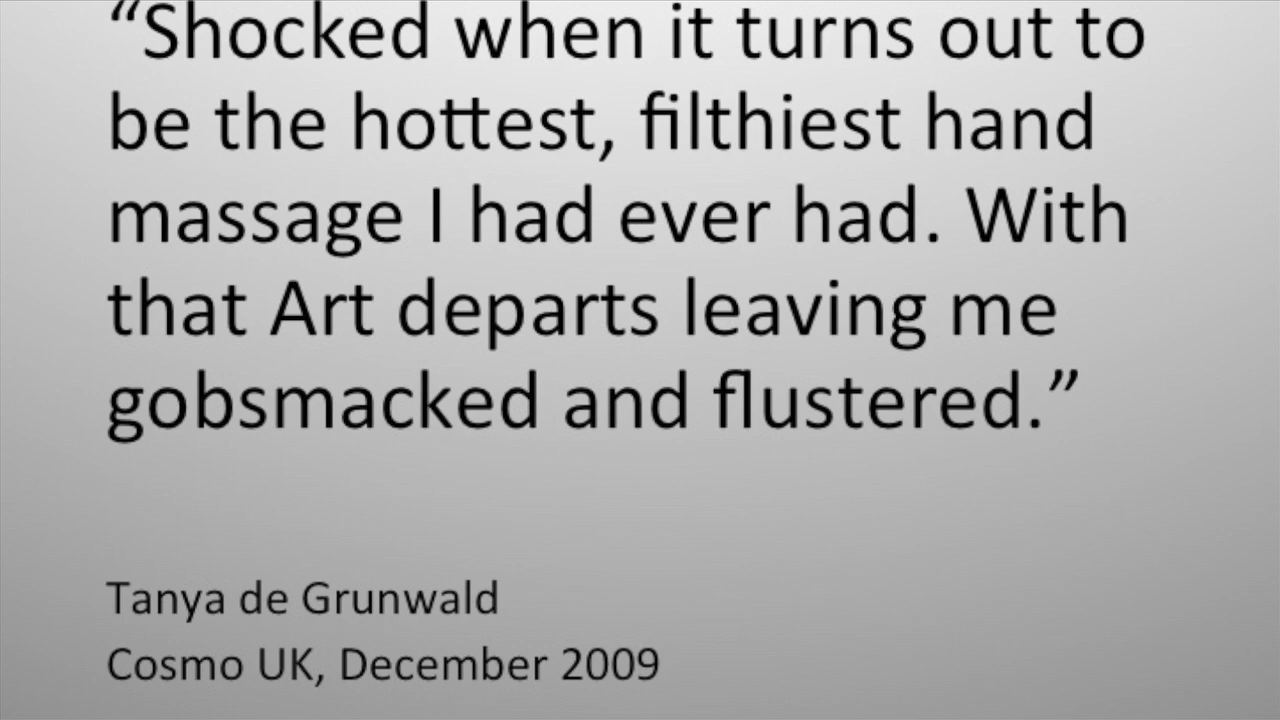 “Shocked when it turns out to
be the hottest, filthiest hand
massage I had ever had. With
that Art departs leaving me
gobsmacked and flustered.”
Tanya de Grunwald
Cosmo UK, December 2009